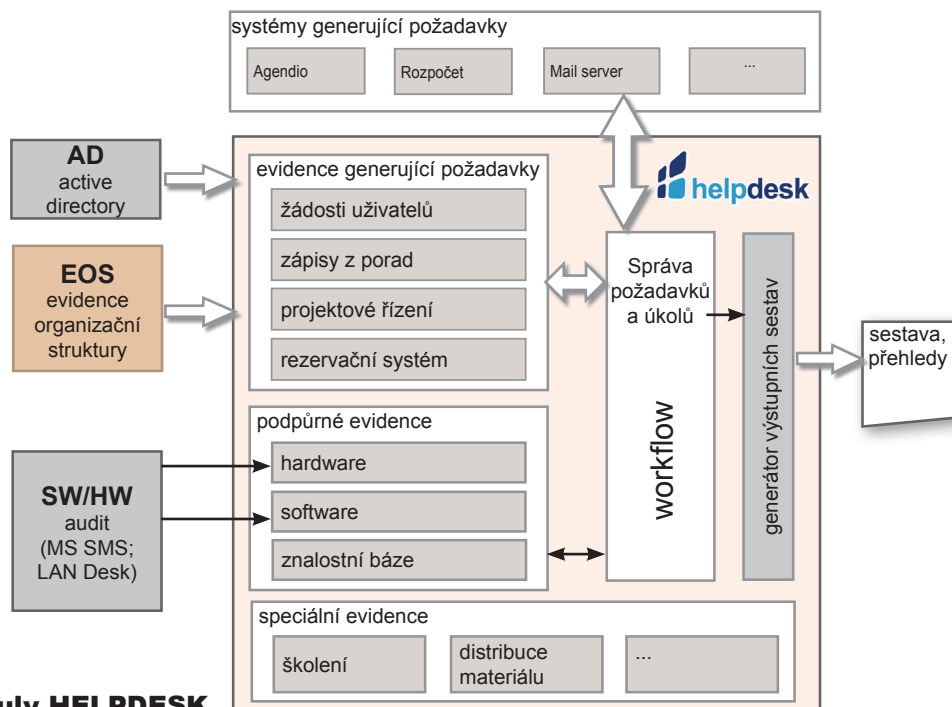 systémy generující požadavky
Agendio
Rozpočet
Mail server
...
AD
active
directory
EOS
evidence
organizační
struktury
SW/HW
audit
(MS SMS;
LAN Desk)
helpdesk
evidence generující požadavky
žádosti uživatelů
zápisy z porad
projektové řízení
rezervační systém
podpůrné evidence
hardware
software
znalostní báze
Správa
požadavků
a úkolů
workflow
generátor výstupních sestav
sestava,
přehledy
speciální evidence
školení
distribuce
materiálu
...
HELPDESK